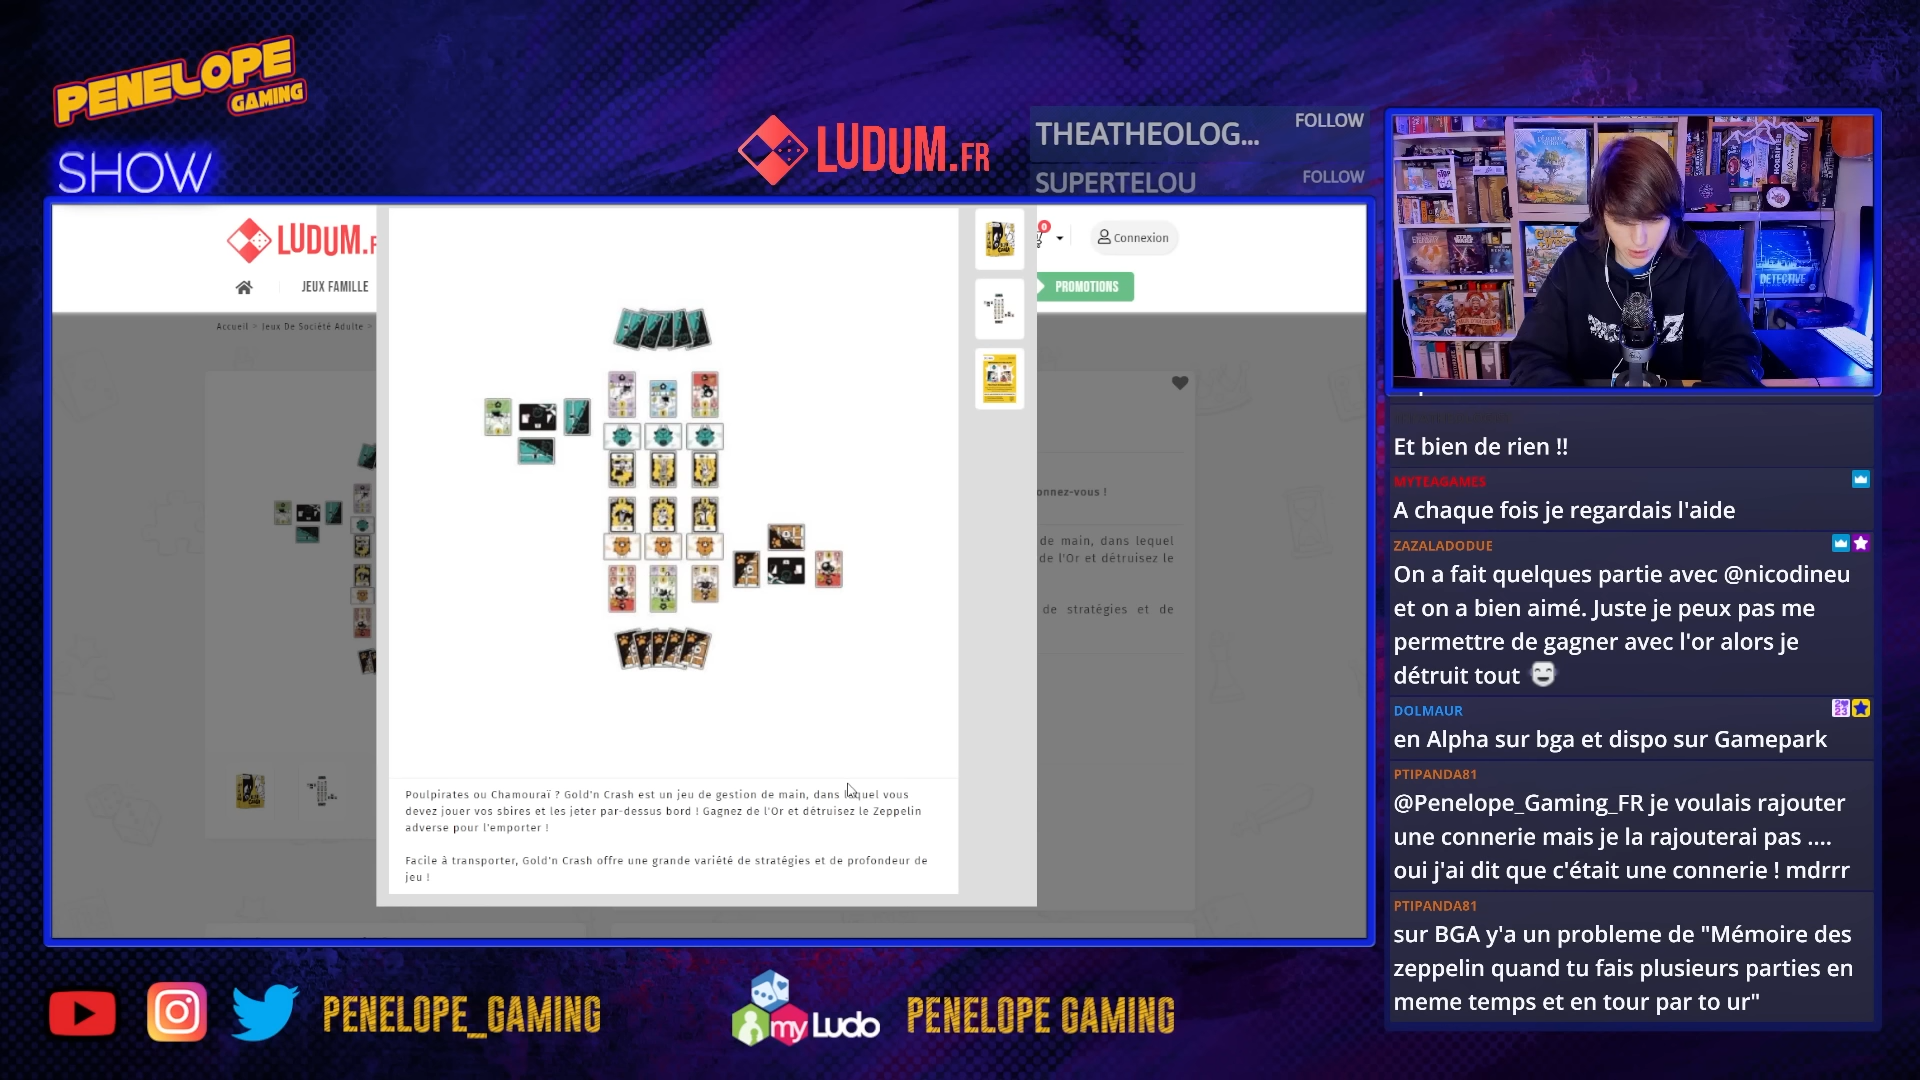 PENELOPE
GAMING
SHOW
LUDUM.FR
THEATHEOLOG... FOLLOW
SUPERTELOU FOLLOW
LUDUM.F
0
Connexion
JEUX FAMILLE
PROMOTIONS
Accueil > Jeux De Société Adulte >
onnez-vous !
de main, dans lequel
de l'Or et détruisez le
de stratégies et de
Poulpirates ou Chamouraï ? Gold'n Crash est un jeu de gestion de main, dans lequel vous
devez jouer vos sbires et les jeter par-dessus bord ! Gagnez de l'Or et détruisez le Zeppelin
adverse pour l'emporter !
Facile à transporter, Gold'n Crash offre une grande variété de stratégies et de profondeur de
jeu !
DETECTIVE
STAR WARS
Et bien de rien !!
MYTEAGAMES
A chaque fois je regardais l'aide
ZAZALADODUE
On a fait quelques partie avec @nicodineu
et on a bien aimé. Juste je peux pas me
permettre de gagner avec l'or alors je
détruit tout
DOLMAUR
en Alpha sur bga et dispo sur Gamepark
PTIPANDA81
@Penelope_Gaming_FR je voulais rajouter
une connerie mais je la rajouterai pas ....
oui j'ai dit que c'était une connerie ! mdrrr
PTIPANDA81
sur BGA y'a un probleme de "Mémoire des
zeppelin quand tu fais plusieurs parties en
meme temps et en tour par to ur"
PENELOPE_GAMING
myLudo
PENELOPE GAMING